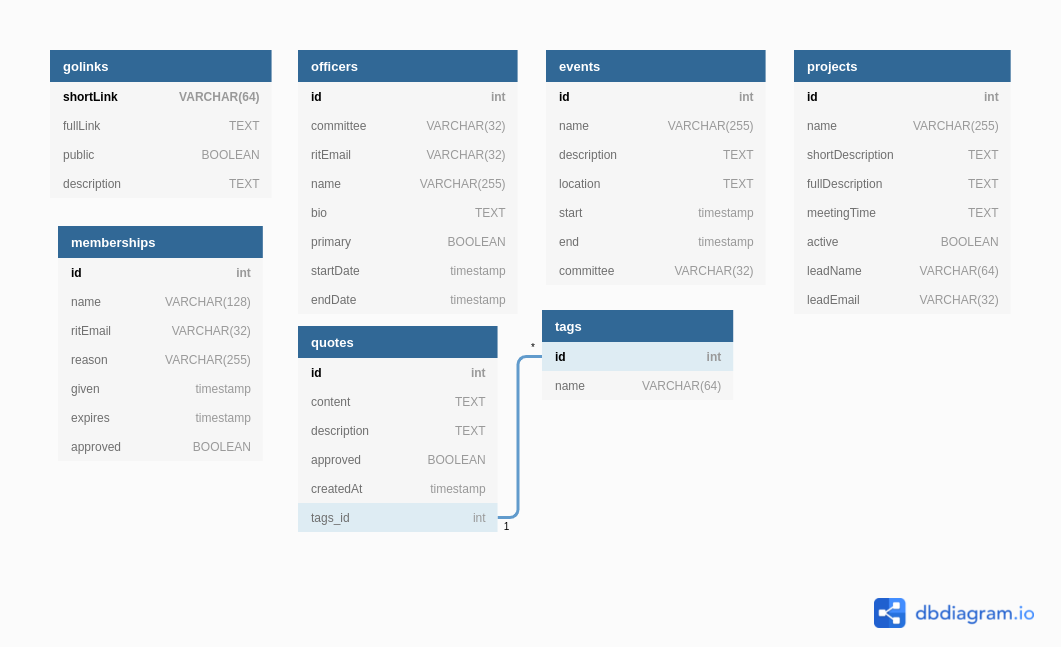 golinks
shortLink VARCHAR(64)
fullLink TEXT
public BOOLEAN
description TEXT
officers
id int
committee VARCHAR(32)
ritEmail VARCHAR(32)
name VARCHAR(255)
bio TEXT
primary BOOLEAN
startDate timestamp
endDate timestamp
events
id int
name VARCHAR(255)
description TEXT
location TEXT
start timestamp
end timestamp
committee VARCHAR(32)
projects
id int
name VARCHAR(255)
shortDescription TEXT
fullDescription TEXT
meetingTime TEXT
active BOOLEAN
leadName VARCHAR(64)
leadEmail VARCHAR(32)
memberships
id int
name VARCHAR(128)
ritEmail VARCHAR(32)
reason VARCHAR(255)
given timestamp
expires timestamp
approved BOOLEAN
quotes
id int
content TEXT
description TEXT
approved BOOLEAN
createdAt timestamp
tags_id int
1
*
tags
id int
name VARCHAR(64)
dbdiagram.io